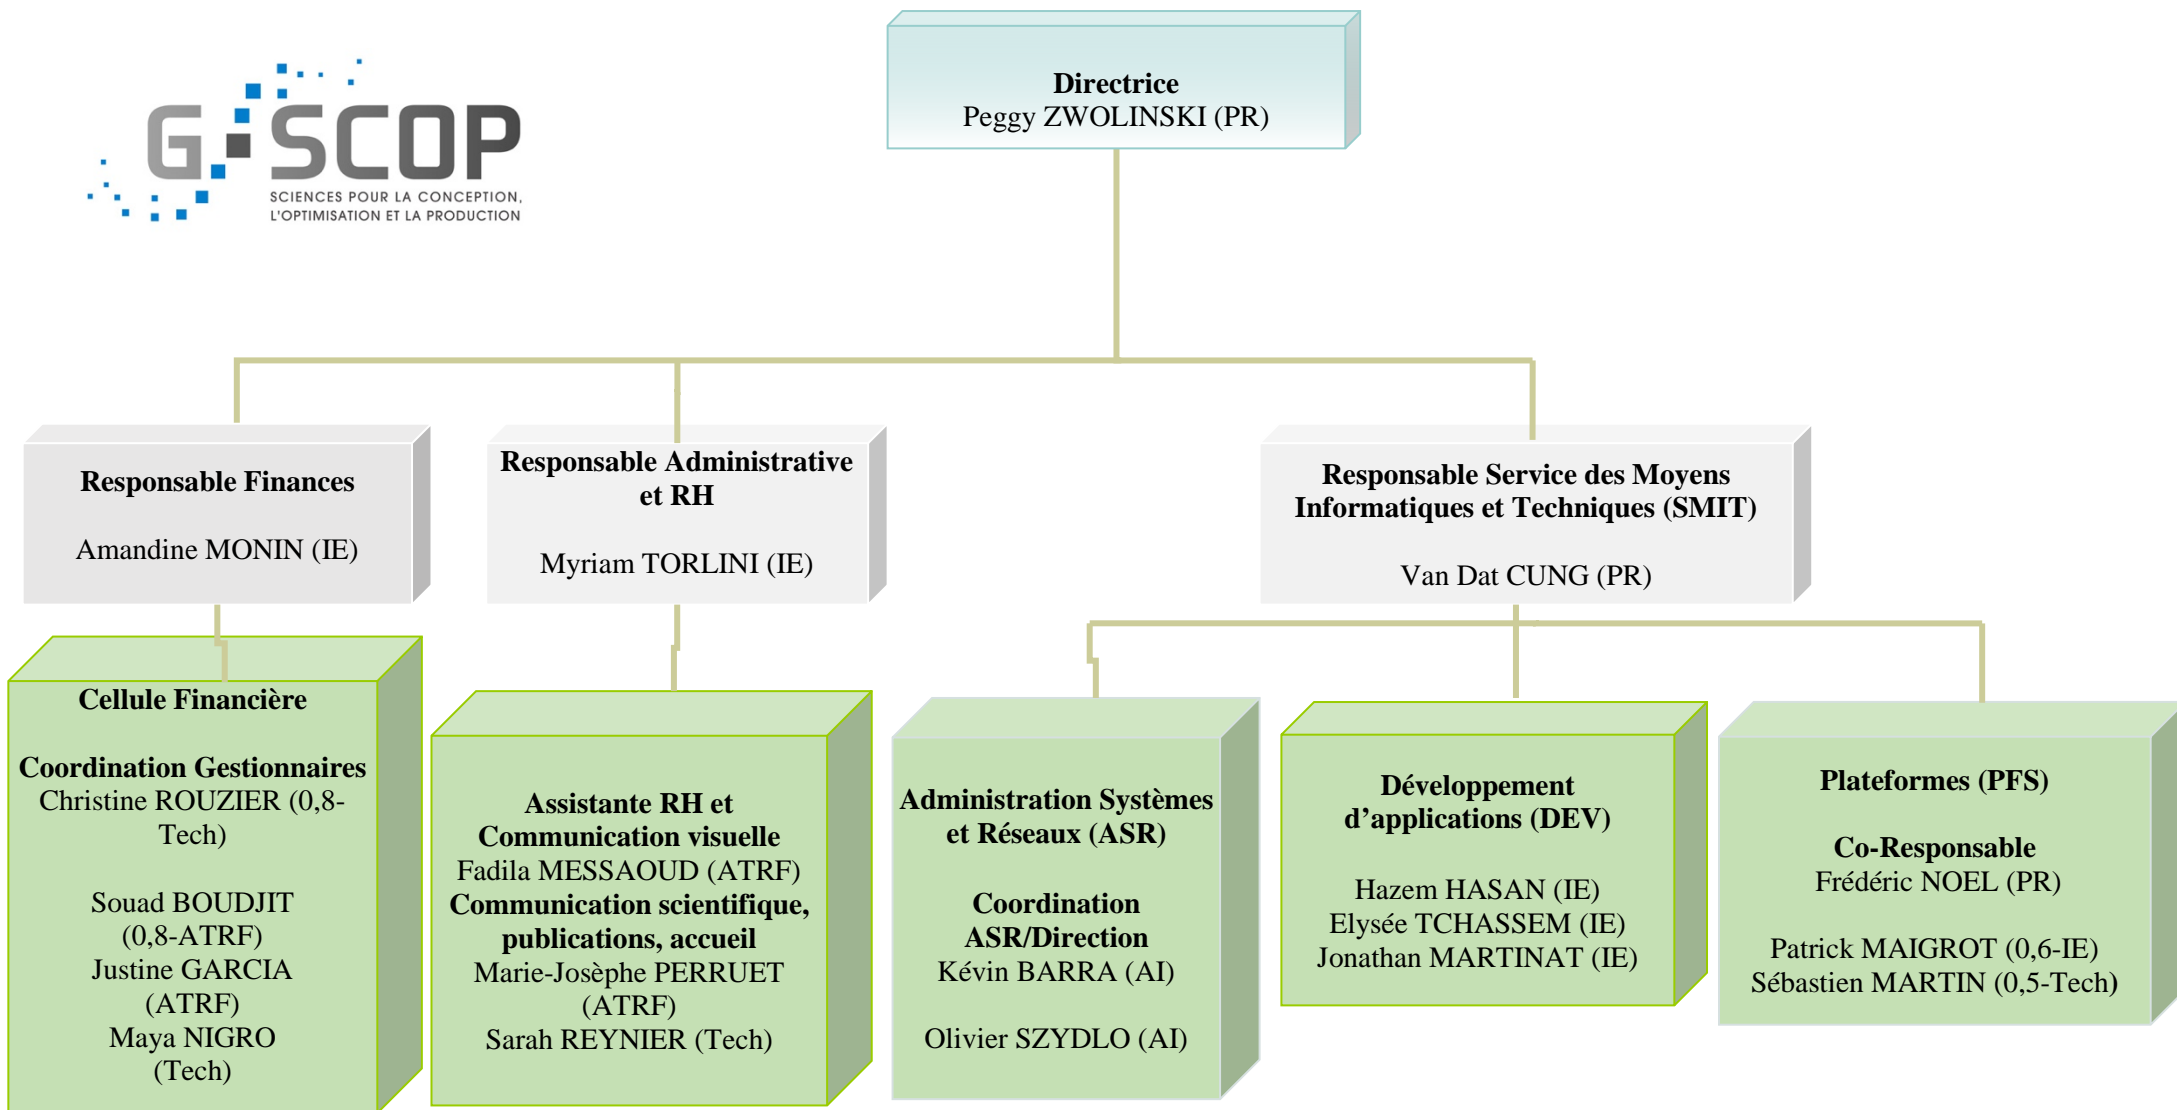 G SCOP
SCIENCES POUR LA CONCEPTION,
L'OPTIMISATION ET LA PRODUCTION
Directrice
Peggy ZWOLINSKI (PR)
Responsable Finances
Amandine MONIN (IE)
Responsable Administrative
et RH
Myriam TORLINI (IE)
Responsable Service des Moyens
Informatiques et Techniques (SMIT)
Van Dat CUNG (PR)
Cellule Financière
Coordination Gestionnaires
Christine ROUZIER (0,8-
Tech)
Souad BOUDJIT
(0,8-ATRF)
Justine GARCIA
(ATRF)
Maya NIGRO
(Tech)
Assistante RH et
Communication visuelle
Fadila MESSAOUD (ATRF)
Communication scientifique,
publications, accueil
Marie-Josèphe PERRUET
(ATRF)
Sarah REYNIER (Tech)
Administration Systèmes
et Réseaux (ASR)
Coordination
ASR/Direction
Kévin BARRA (AI)
Olivier SZYDLO (AI)
Développement
d’applications (DEV)
Hazem HASAN (IE)
Elysée TCHASSEM (IE)
Jonathan MARTINAT (IE)
Plateformes (PFS)
Co-Responsable
Frédéric NOEL (PR)
Patrick MAIGROT (0,6-IE)
Sébastien MARTIN (0,5-Tech)